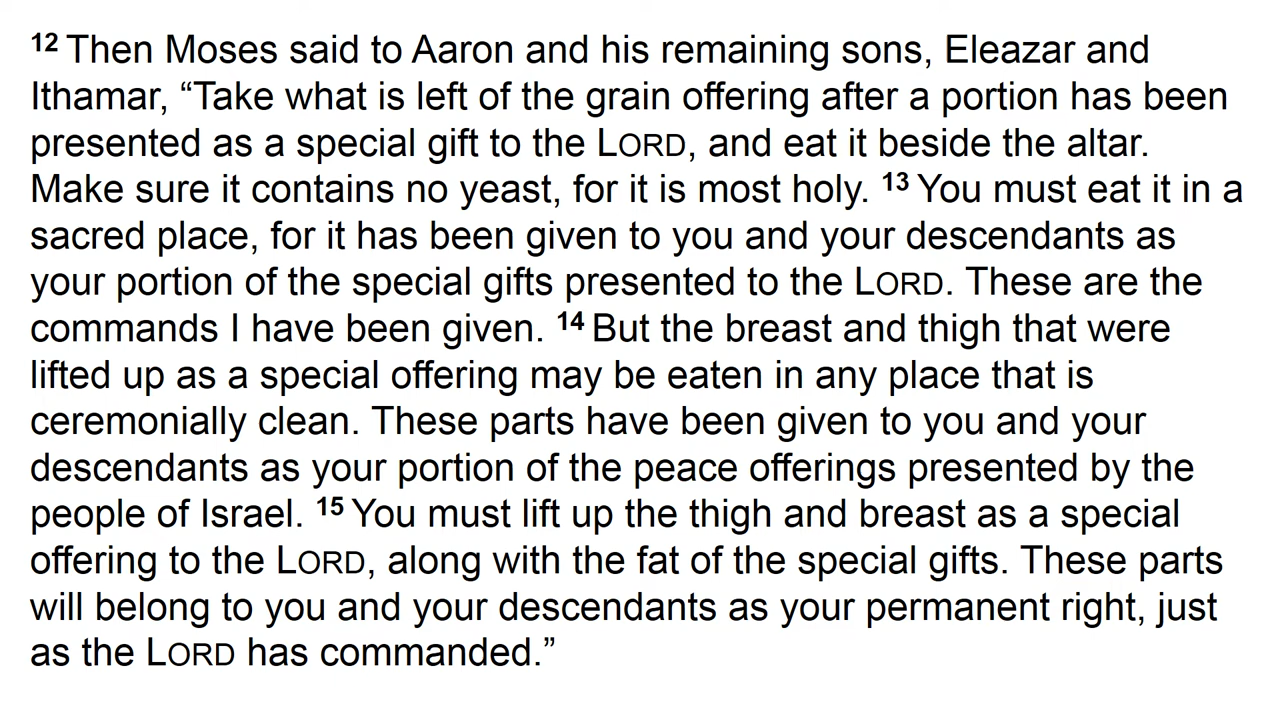 12 Then Moses said to Aaron and his remaining sons, Eleazar and
Ithamar, “Take what is left of the grain offering after a portion has been
presented as a special gift to the LORD, and eat it beside the altar.
Make sure it contains no yeast, for it is most holy. 13 You must eat it in a
sacred place, for it has been given to you and your descendants as
your portion of the special gifts presented to the LORD. These are the
commands I have been given. 14 But the breast and thigh that were
lifted up as a special offering may be eaten in any place that is
ceremonially clean. These parts have been given to you and your
descendants as your portion of the peace offerings presented by the
people of Israel. 15 You must lift up the thigh and breast as a special
offering to the LORD, along with the fat of the special gifts. These parts
will belong to you and your descendants as your permanent right, just
as the LORD has commanded.”